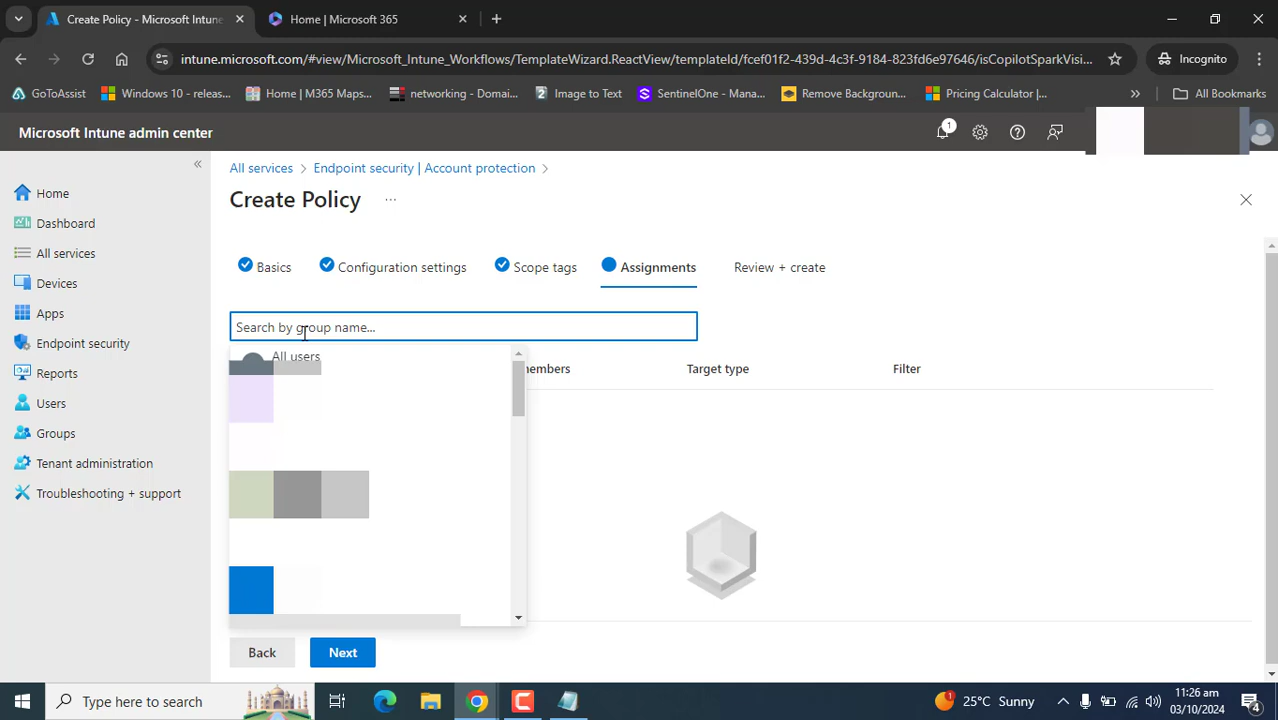 Create Policy - Microsoft Intune
Home | Microsoft 365
intune.microsoft.com/#view/Microsoft_Intune_Workflows/TemplateWizard.ReactView/templateId/fcef01f2-439d-4c3f-9184-823fd6e97646/isCopilotSparkVisi...
Incognito
GoToAssist
Windows 10 - releas...
Home | M365 Maps...
networking - Domai...
Image to Text
SentinelOne - Mana...
Remove Backgroun...
Pricing Calculator |...
All Bookmarks
Microsoft Intune admin center
1
All services
Endpoint security | Account protection
Create Policy
...
Home
Dashboard
All services
Devices
Apps
Endpoint security
Reports
Users
Groups
Tenant administration
Troubleshooting + support
Basics
Configuration settings
Scope tags
Assignments
Review + create
Search by group name...
All users
members
Target type
Filter
Back
Next
Type here to search
1
25°C Sunny
11:26 am
03/10/2024
4